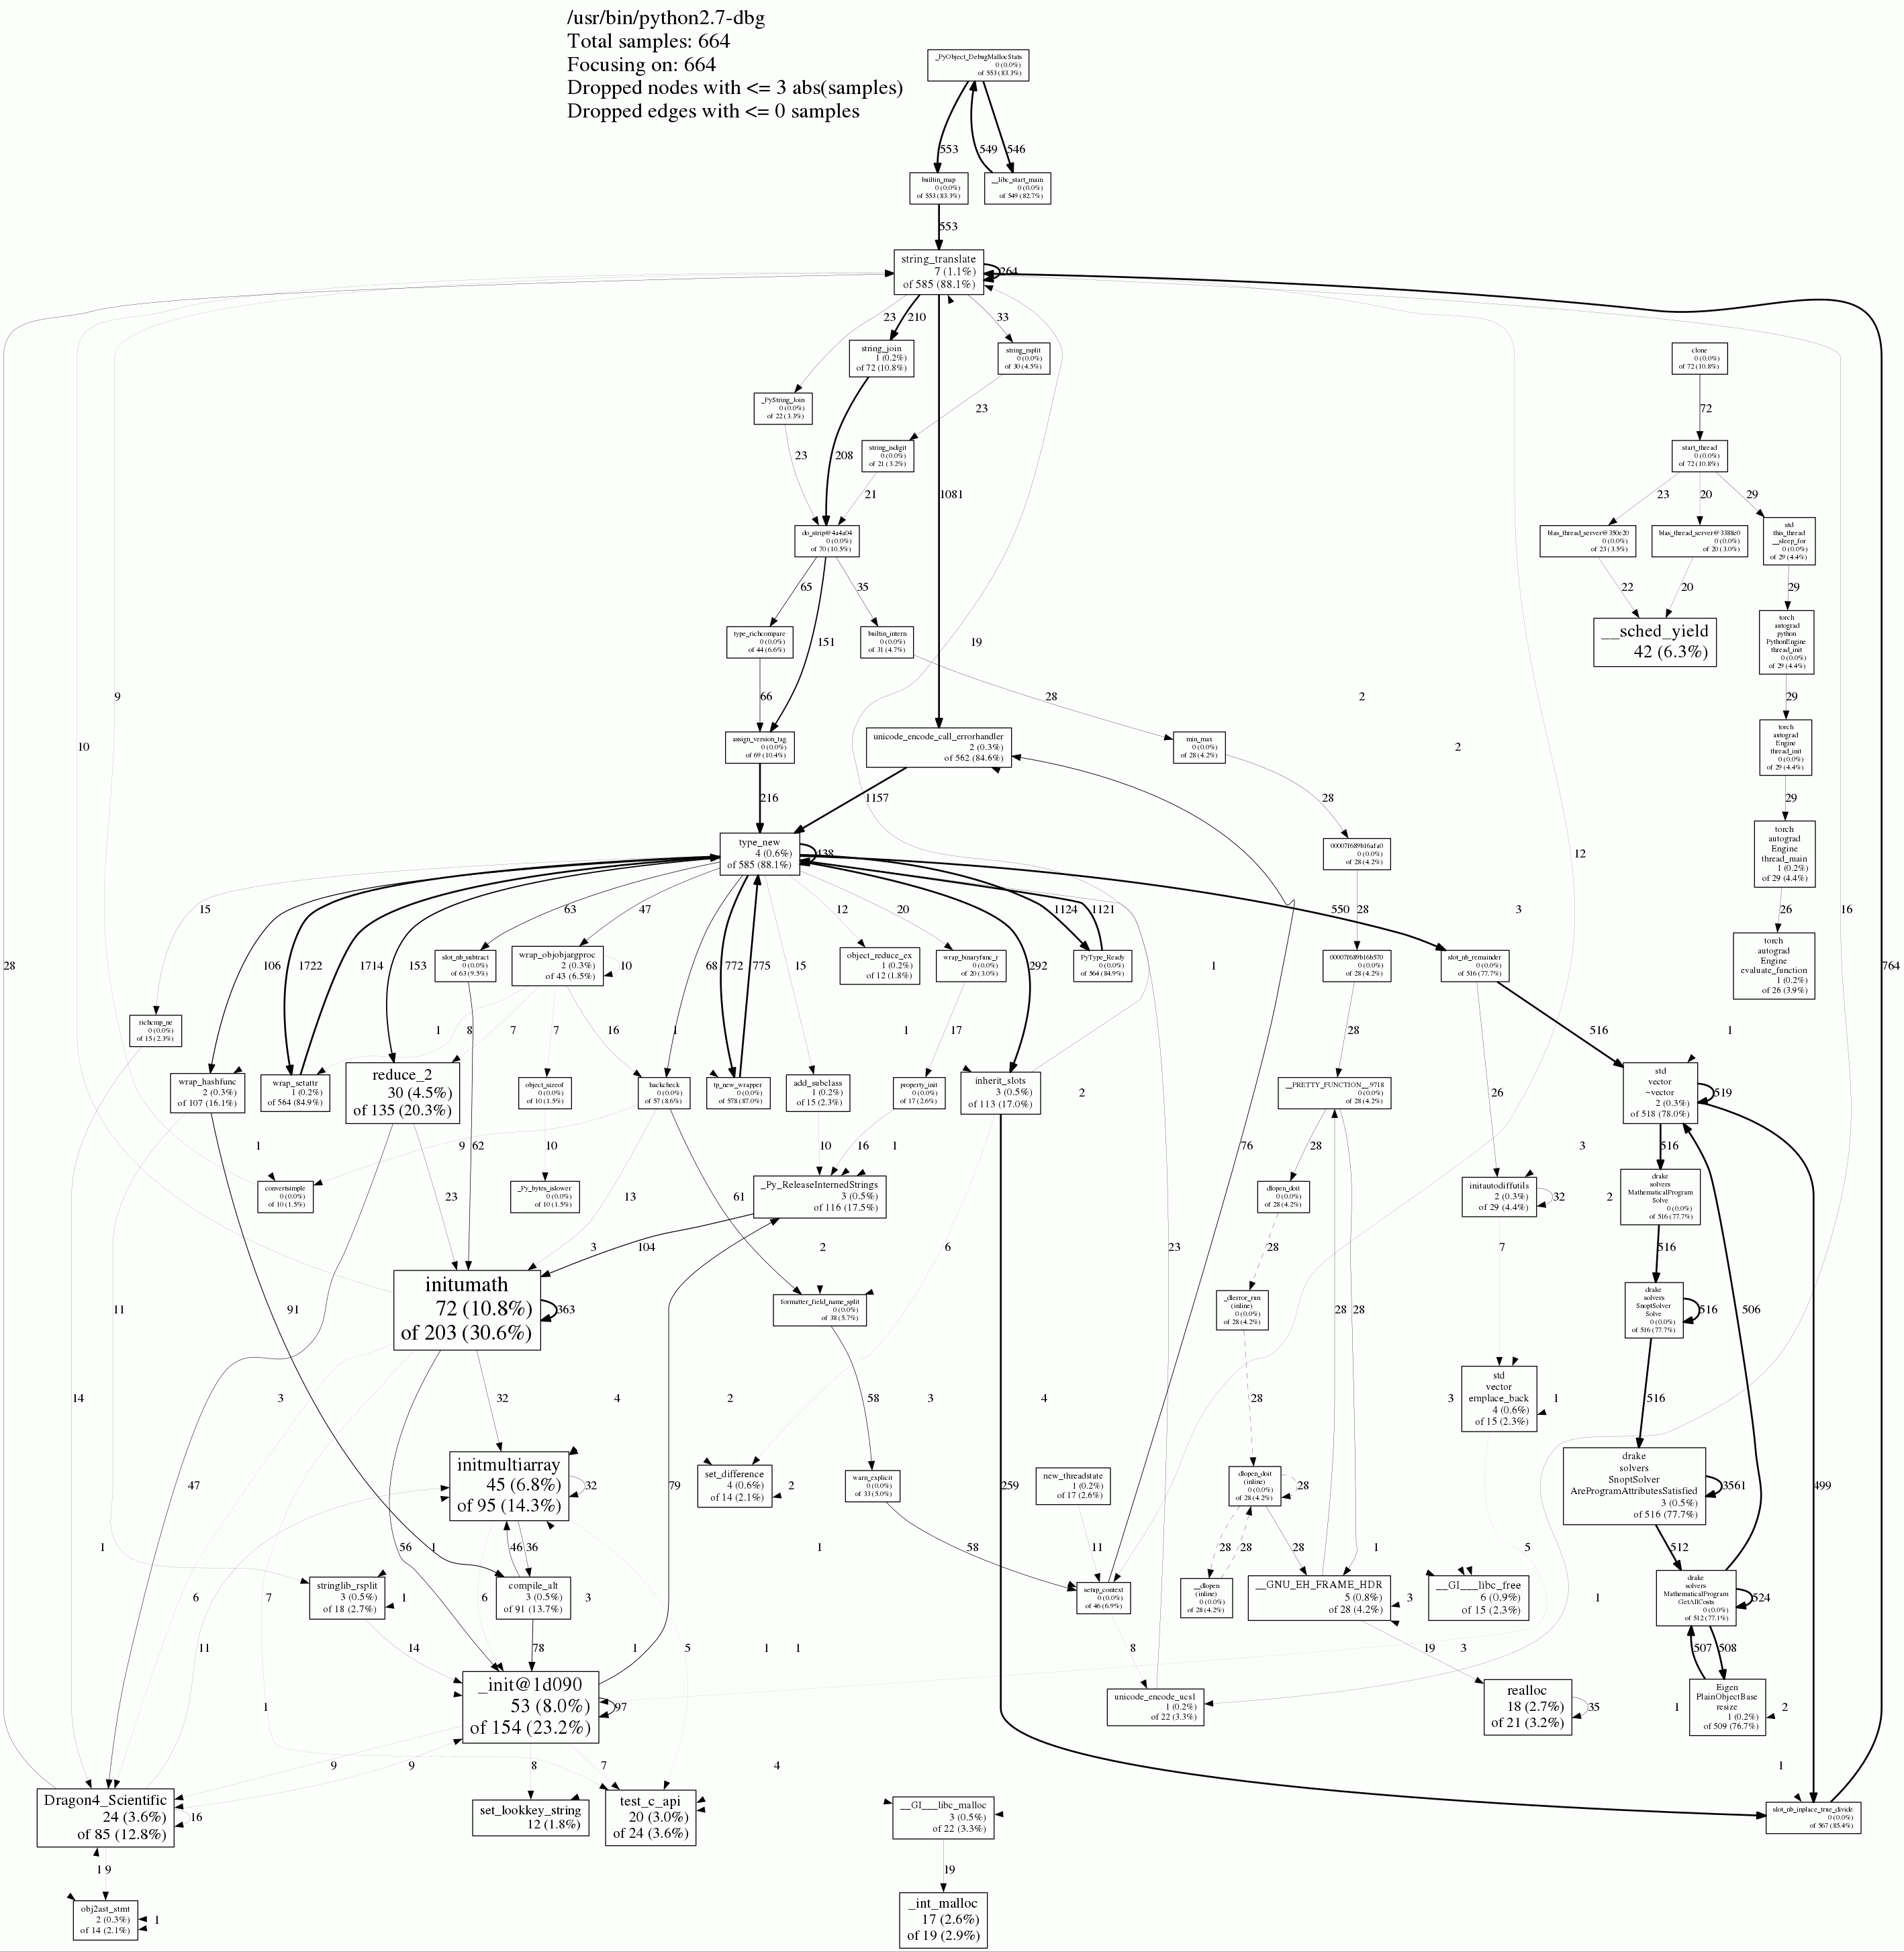 /usr/bin/python2.7-dbg
Total samples: 664
Focusing on: 664
Dropped nodes with <= 3 abs(samples)
Dropped edges with <= 0 samples
_PyObject_DebugMallocStats
0 (0.0%)
of 553 (83.3%)
553
549
546
builtin_map
0 (0.0%)
of 553 (83.3%)
__libc_start_main
0 (0.0%)
of 549 (82.7%)
553
string_translate
7 (1.1%)
of 585 (88.1%)
264
23
210
33
string_join
1 (0.2%)
of 72 (10.8%)
string_rsplit
0 (0.0%)
of 30 (4.5%)
clone
0 (0.0%)
of 72 (10.8%)
_PyString_Join
0 (0.0%)
of 22 (3.3%)
23
72
string_isdigit
0 (0.0%)
of 21 (3.2%)
start_thread
0 (0.0%)
of 72 (10.8%)
23
208
21
1081
23
20
29
do_strip@4a4a04
0 (0.0%)
of 70 (10.5%)
blas_thread_server@350e20
0 (0.0%)
of 23 (3.5%)
blas_thread_server@3388e0
0 (0.0%)
of 20 (3.0%)
std
this_thread
__sleep_for
0 (0.0%)
of 29 (4.4%)
65
35
22
20
29
type_richcompare
0 (0.0%)
of 44 (6.6%)
151
builtin_intern
0 (0.0%)
of 31 (4.7%)
19
__sched_yield
42 (6.3%)
torch
autograd
python
PythonEngine
thread_init
0 (0.0%)
of 29 (4.4%)
9
66
28
2
29
10
assign_version_tag
0 (0.0%)
of 69 (10.4%)
unicode_encode_call_errorhandler
2 (0.3%)
of 562 (84.6%)
min_max
0 (0.0%)
of 28 (4.2%)
2
torch
autograd
Engine
thread_init
0 (0.0%)
of 29 (4.4%)
216
1157
28
29
type_new
4 (0.6%)
of 585 (88.1%)
438
00007f689b16afa0
0 (0.0%)
of 28 (4.2%)
12
torch
autograd
Engine
thread_main
1 (0.2%)
of 29 (4.4%)
15
63
47
12
20
1124
1121
550
28
3
26
16
28
106
1722
1714
153
slot_nb_subtract
0 (0.0%)
of 63 (9.5%)
wrap_objobjargproc
2 (0.3%)
of 43 (6.5%)
10
68
772
775
15
object_reduce_ex
1 (0.2%)
of 12 (1.8%)
wrap_binaryfunc_r
0 (0.0%)
of 20 (3.0%)
292
PyType_Ready
0 (0.0%)
of 564 (84.9%)
1
00007f689b16b570
0 (0.0%)
of 28 (4.2%)
slot_nb_remainder
0 (0.0%)
of 516 (77.7%)
torch
autograd
Engine
evaluate_function
1 (0.2%)
of 26 (3.9%)
764
richcmp_ne
0 (0.0%)
of 15 (2.3%)
1
8
7
7
16
1
1
17
28
516
1
wrap_hashfunc
2 (0.3%)
of 107 (16.1%)
wrap_setattr
1 (0.2%)
of 564 (84.9%)
reduce_2
30 (4.5%)
of 135 (20.3%)
object_sizeof
0 (0.0%)
of 10 (1.5%)
backcheck
0 (0.0%)
of 57 (8.6%)
tp_new_wrapper
0 (0.0%)
of 578 (87.0%)
add_subclass
1 (0.2%)
of 15 (2.3%)
property_init
0 (0.0%)
of 17 (2.6%)
inherit_slots
3 (0.5%)
of 113 (17.0%)
2
__PRETTY_FUNCTION__9718
0 (0.0%)
of 28 (4.2%)
26
std
vector
~vector
2 (0.3%)
of 518 (78.0%)
519
1
9
62
10
10
16
1
76
28
3
516
convertsimple
0 (0.0%)
of 10 (1.5%)
23
_Py_bytes_islower
0 (0.0%)
of 10 (1.5%)
13
61
_Py_ReleaseInternedStrings
3 (0.5%)
of 116 (17.5%)
dlopen_doit
0 (0.0%)
of 28 (4.2%)
initautodiffutils
2 (0.3%)
of 29 (4.4%)
32
2
drake
solvers
MathematicalProgram
Solve
0 (0.0%)
of 516 (77.7%)
3
104
2
6
23
28
7
516
11
91
initumath
72 (10.8%)
of 203 (30.6%)
363
formatter_field_name_split
0 (0.0%)
of 38 (5.7%)
_dlerror_run
(inline)
0 (0.0%)
of 28 (4.2%)
28
28
drake
solvers
SnoptSolver
Solve
0 (0.0%)
of 516 (77.7%)
516
506
14
3
32
4
2
58
3
4
28
3
std
vector
emplace_back
4 (0.6%)
of 15 (2.3%)
1
516
47
initmultiarray
45 (6.8%)
of 95 (14.3%)
32
79
set_difference
4 (0.6%)
of 14 (2.1%)
2
warn_explicit
0 (0.0%)
of 33 (5.0%)
259
new_threadstate
1 (0.2%)
of 17 (2.6%)
dlopen_doit
(inline)
0 (0.0%)
of 28 (4.2%)
28
drake
solvers
SnoptSolver
AreProgramAttributesSatisfied
3 (0.5%)
of 516 (77.7%)
3561
499
1
56
1
46
36
1
58
11
28
28
28
1
5
512
6
stringlib_rsplit
3 (0.5%)
of 18 (2.7%)
1
7
6
compile_alt
3 (0.5%)
of 91 (13.7%)
3
setup_context
0 (0.0%)
of 46 (6.9%)
__dlopen
(inline)
0 (0.0%)
of 28 (4.2%)
__GNU_EH_FRAME_HDR
5 (0.8%)
of 28 (4.2%)
3
__GI___libc_free
6 (0.9%)
of 15 (2.3%)
1
drake
solvers
MathematicalProgram
GetAllCosts
0 (0.0%)
of 512 (77.1%)
524
11
14
78
1
5
1
1
8
19
3
507
508
1
_init@1d090
53 (8.0%)
of 154 (23.2%)
97
unicode_encode_ucs1
1 (0.2%)
of 22 (3.3%)
realloc
18 (2.7%)
of 21 (3.2%)
35
1
Eigen
PlainObjectBase
resize
1 (0.2%)
of 509 (76.7%)
2
9
9
8
7
4
1
Dragon4_Scientific
24 (3.6%)
of 85 (12.8%)
16
set_lookkey_string
12 (1.8%)
test_c_api
20 (3.0%)
of 24 (3.6%)
__GI___libc_malloc
3 (0.5%)
of 22 (3.3%)
slot_nb_inplace_true_divide
0 (0.0%)
of 567 (85.4%)
1
9
19
obj2ast_stmt
2 (0.3%)
of 14 (2.1%)
1
_int_malloc
17 (2.6%)
of 19 (2.9%)